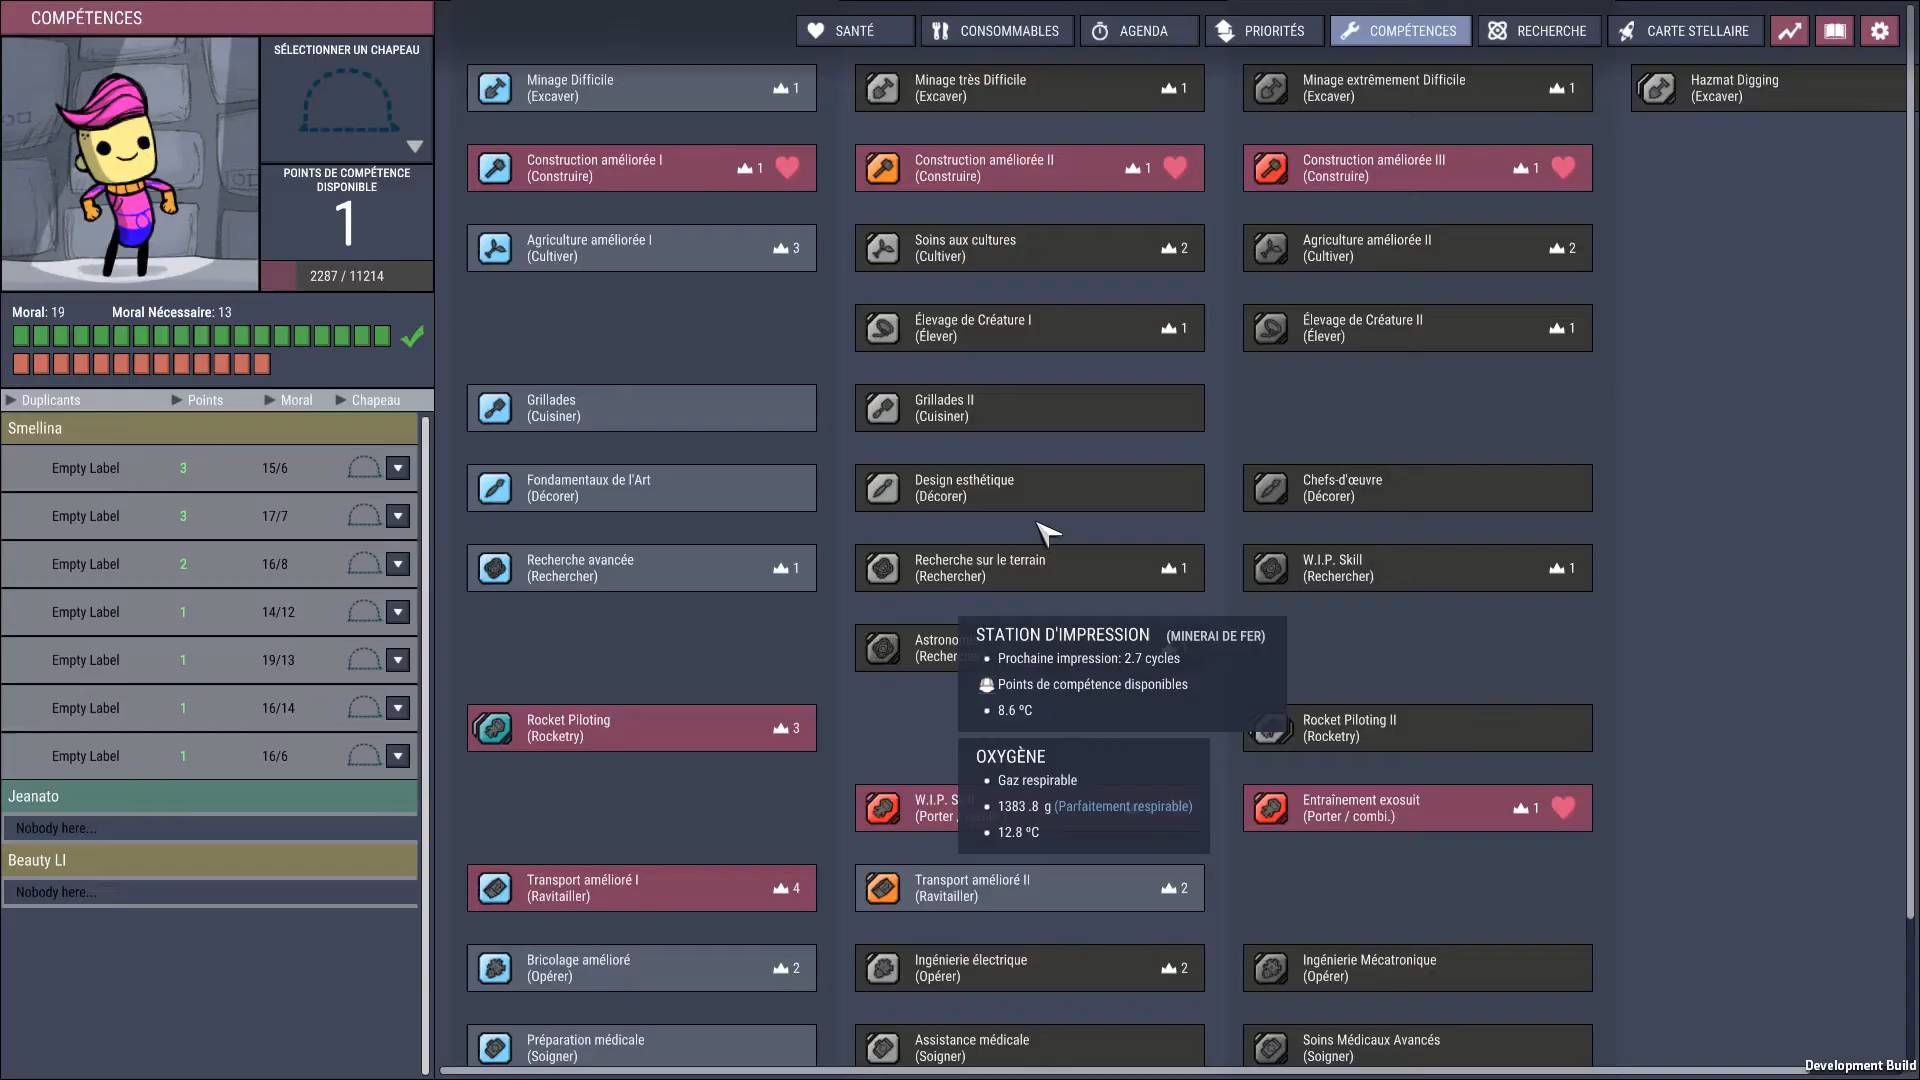 COMPÉTENCES
SANTÉ
CONSOMMABLES
AGENDA
PRIORITÉS
COMPÉTENCES
RECHERCHE
CARTE STELLAIRE
SÉLECTIONNER UN CHAPEAU
POINTS DE COMPÉTENCE
DISPONIBLE
1
2287 / 11214
Moral: 19 Moral Nécessaire: 13
Duplicants Points Moral Chapeau
Smellina
Empty Label 3 15/6
Empty Label 3 17/7
Empty Label 2 16/8
Empty Label 1 14/12
Empty Label 1 19/13
Empty Label 1 16/14
Empty Label 1 16/6
Jeanato
Nobody here...
Beauty LI
Nobody here...
Minage Difficile 1
(Excaver)
Minage très Difficile 1
(Excaver)
Minage extrêmement Difficile 1
(Excaver)
Hazmat Digging
(Excaver)
Construction améliorée I 1
(Construire)
Construction améliorée II 1
(Construire)
Construction améliorée III 1
(Construire)
Agriculture améliorée I 3
(Cultiver)
Soins aux cultures 2
(Cultiver)
Agriculture améliorée II 2
(Cultiver)
Élevage de Créature I 1
(Élever)
Élevage de Créature II 1
(Élever)
Grillades
(Cuisiner)
Grillades II
(Cuisiner)
Fondamentaux de l'Art
(Décorer)
Design esthétique
(Décorer)
Chefs-d'œuvre
(Décorer)
Recherche avancée 1
(Rechercher)
Recherche sur le terrain 1
(Rechercher)
W.I.P. Skill 1
(Rechercher)
STATION D'IMPRESSION (MINERAI DE FER)
Prochaine impression: 2.7 cycles
Points de compétence disponibles
8.6 ºC
OXYGÈNE
Gaz respirable
1383 .8 g (Parfaitement respirable)
12.8 ºC
Rocket Piloting 3
(Rocketry)
Rocket Piloting II
(Rocketry)
W.I.P.
(Porter
Entraînement exosuit 1
(Porter / combi.)
Transport amélioré I 4
(Ravitailler)
Transport amélioré II 2
(Ravitailler)
Bricolage amélioré 2
(Opérer)
Ingénierie électrique 2
(Opérer)
Ingénierie Mécatronique
(Opérer)
Préparation médicale
(Soigner)
Assistance médicale
(Soigner)
Soins Médicaux Avancés
(Soigner)
Development Build